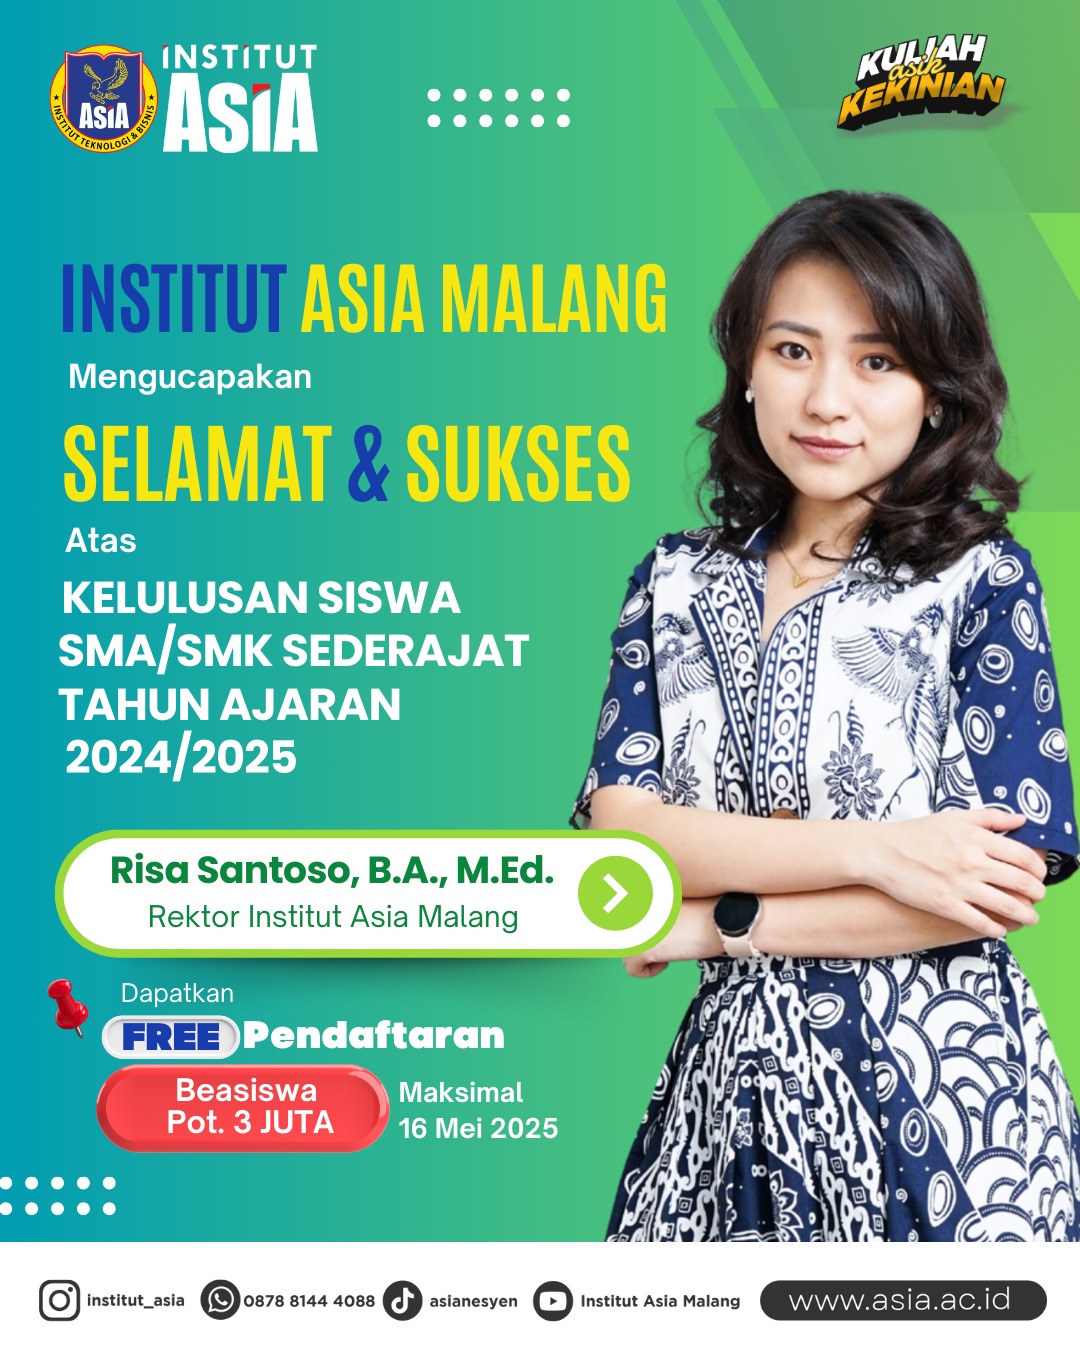 INSTITUT
ASIA
ASIA
INSTITUT TEKNOLOGI & BISNIS
KULIAH
asik
KEKINIAN
INSTITUT ASIA MALANG
Mengucapakan
SELAMAT & SUKSES
Atas
KELULUSAN SISWA
SMA/SMK SEDERAJAT
TAHUN AJARAN
2024/2025
Risa Santoso, B.A., M.Ed.
Rektor Institut Asia Malang
Dapatkan
FREE Pendaftaran
Beasiswa
Pot. 3 JUTA
Maksimal
16 Mei 2025
institut_asia 0878 8144 4088 asianesyen Institut Asia Malang www.asia.ac.id